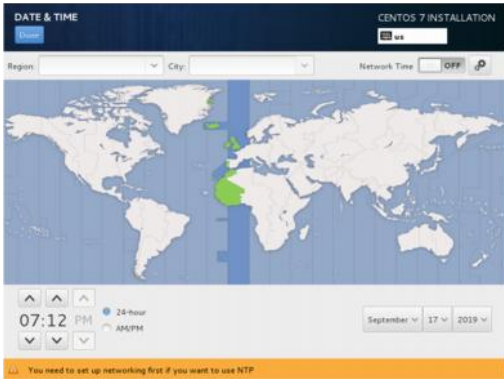 DATE & TIME
CENTOS 7 INSTALLATION
Done
us
Region:
City:
Network Time
OFF
07:12 PM
24-hour
AM/PM
September 17 2019
You need to set up networking first if you want to use NTP